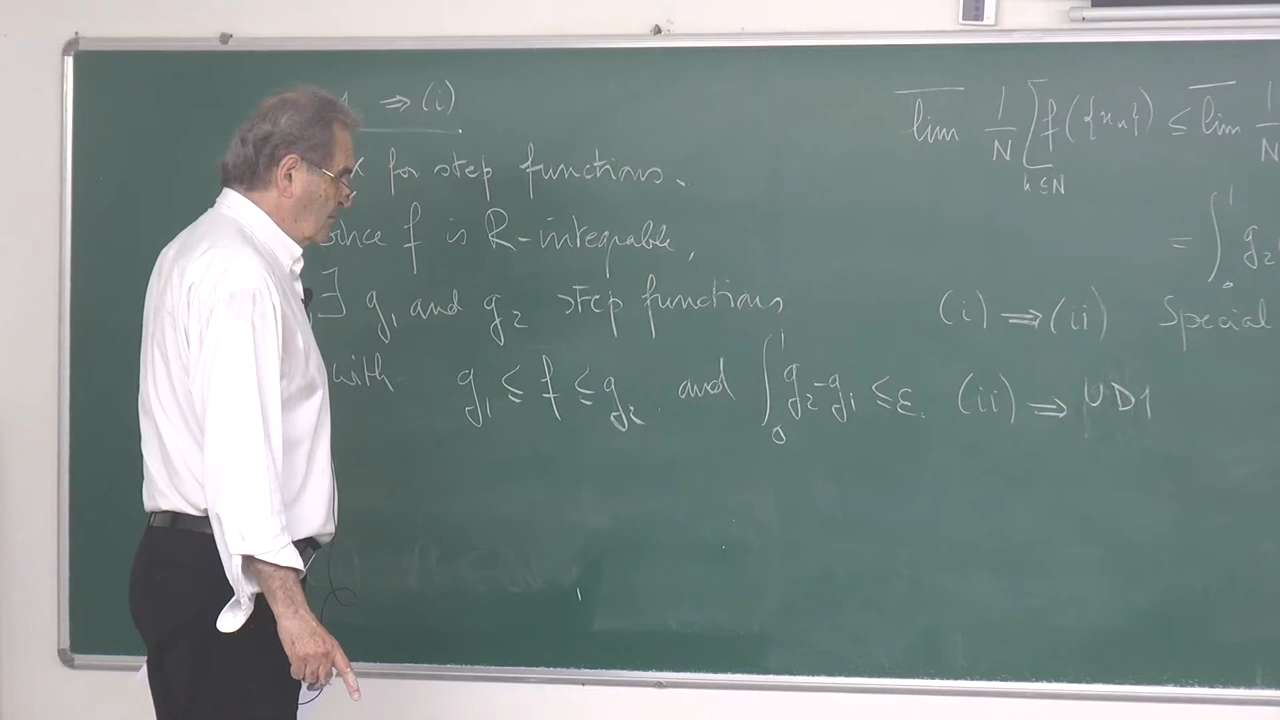 1 ⇒ (i)
for step functions.
Since f is R-integrable,
∃ g₁ and g₂ step functions
with g₁ ≤ f ≤ g₂ and ∫₀¹ g₂-g₁ ≤ ε.
lim 1/N ∑ f({xₙ}) ≤ lim 1/N
n≤N
= ∫₀¹ g₂
(i) ⇒ (ii) Special
(ii) ⇒ UD1